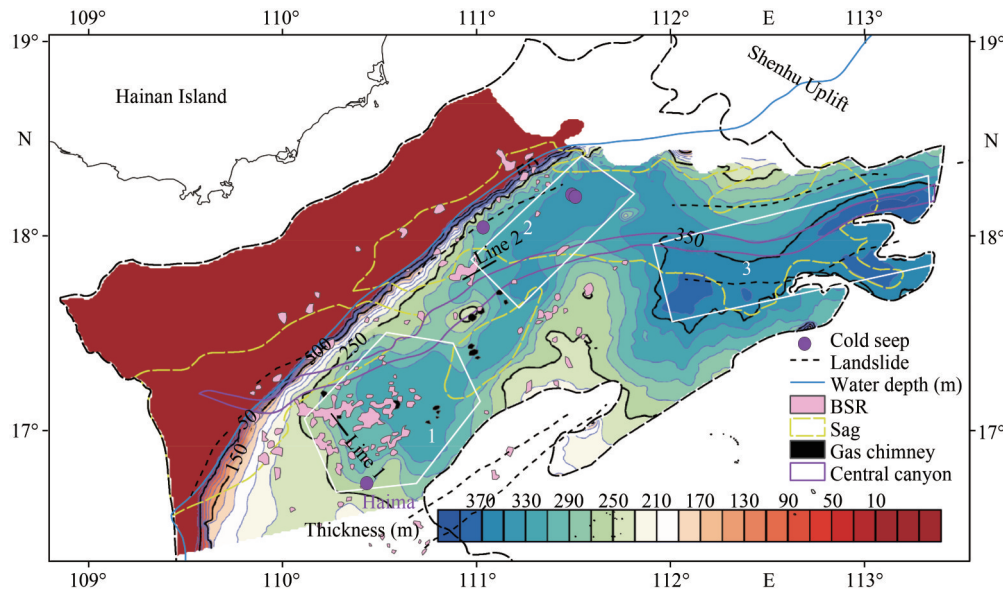 109° 110° 111° 112° E 113°
19° 19°
Hainan Island
Shenhu Uplift
N N
18° 18°
350
2
Line 2
3
500
250
Cold seep
Landslide
Water depth (m)
BSR
Sag
Gas chimney
Central canyon
17° 17°
50
150
1
Line
Haima
370 330 290 250 210 170 130 90 50 10
Thickness (m)
109° 110° 111° 112° E 113°